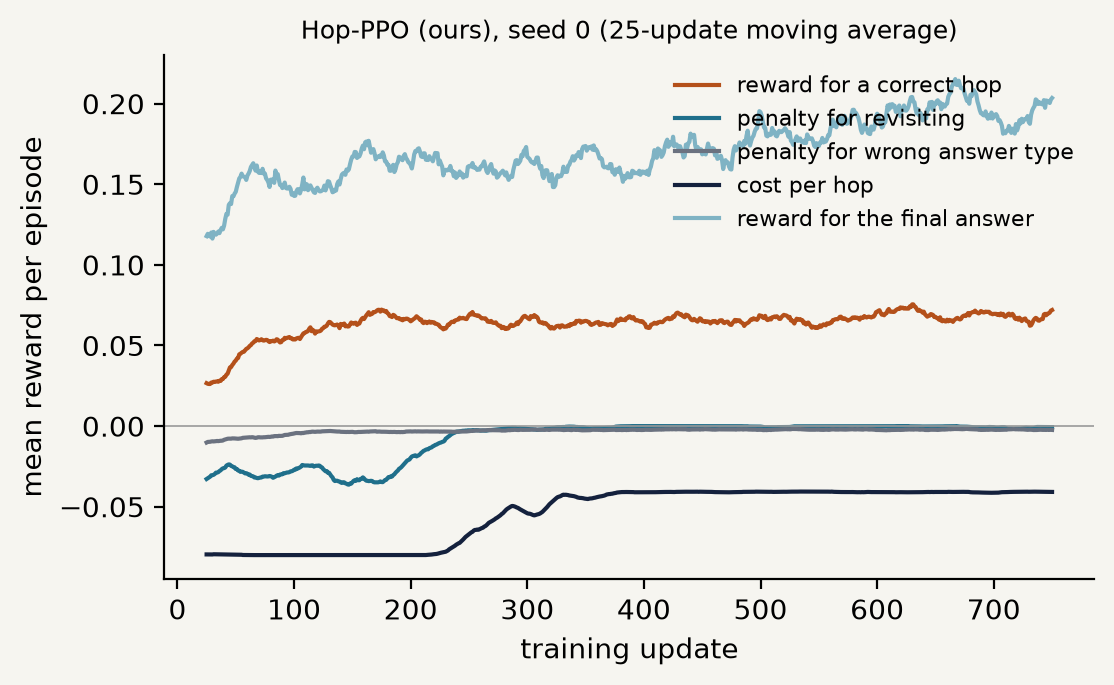 Hop-PPO (ours), seed 0 (25-update moving average)
reward for a correct hop
penalty for revisiting
penalty for wrong answer type
cost per hop
reward for the final answer
mean reward per episode
0.20
0.15
0.10
0.05
0.00
−0.05
0 100 200 300 400 500 600 700
training update